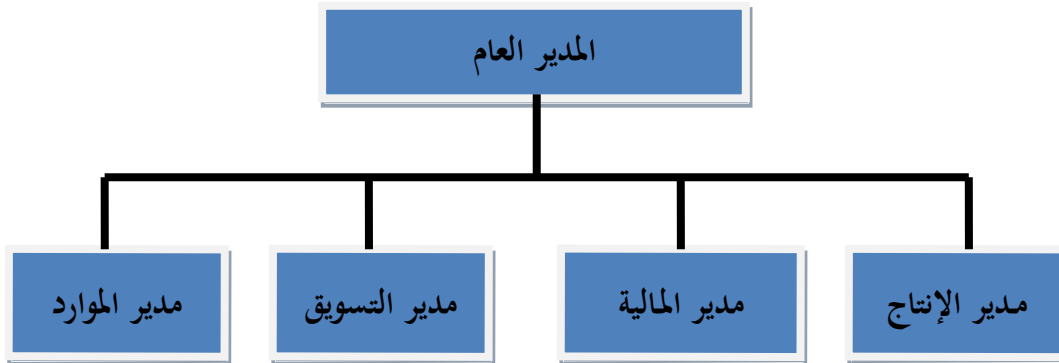 المدير العام
مدير الإنتاج
مدير المالية
مدير التسويق
مدير الموارد